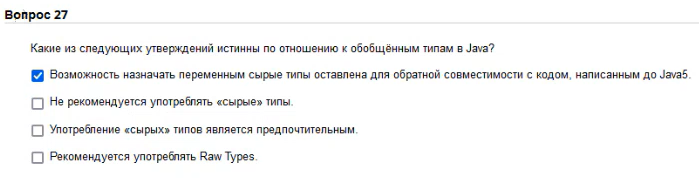 Вопрос 27
Какие из следующих утверждений истинны по отношению к обобщённым типам в Java?
Возможность назначать переменным сырые типы оставлена для обратной совместимости с кодом, написанным до Java5.
Не рекомендуется употреблять «сырые» типы.
Употребление «сырых» типов является предпочтительным.
Рекомендуется употреблять Raw Types.